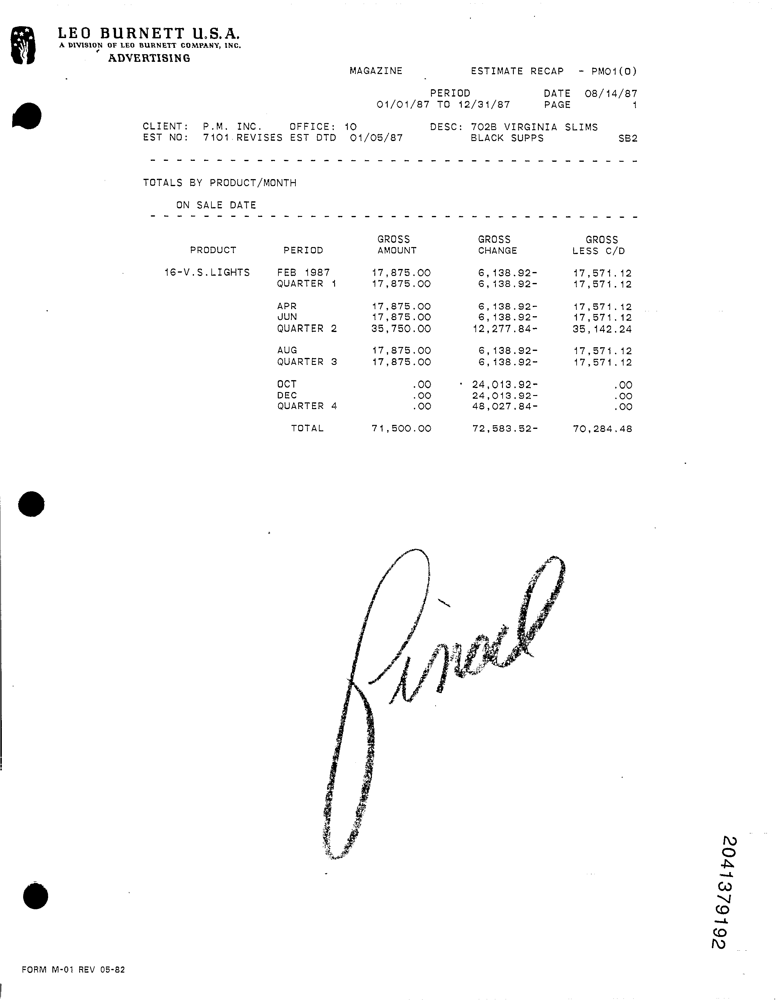 LEO BURNETT U.S.A.
A DIVISION OF LEO BURNETT COMPANY, INC.
ADVERTISING
MAGAZINE ESTIMATE RECAP - PM01(0)
PERIOD DATE 08/14/87
01/01/87 TO 12/31/87 PAGE 1
CLIENT: P.M. INC. OFFICE: 10 DESC: 702B VIRGINIA SLIMS
EST NO: 7101 REVISES EST DTD 01/05/87 BLACK SUPPS SB2
TOTALS BY PRODUCT/MONTH
ON SALE DATE
GROSS GROSS GROSS
PRODUCT PERIOD AMOUNT CHANGE LESS C/D
16-V.S.LIGHTS FEB 1987 17,875.00 6,138.92- 17,571.12
QUARTER 1 17,875.00 6,138.92- 17,571.12
APR 17,875.00 6,138.92- 17,571.12
JUN 17,875.00 6,138.92- 17,571.12
QUARTER 2 35,750.00 12,277.84- 35,142.24
AUG 17,875.00 6,138.92- 17,571.12
QUARTER 3 17,875.00 6,138.92- 17,571.12
OCT .00 24,013.92- .00
DEC .00 24,013.92- .00
QUARTER 4 .00 48,027.84- .00
TOTAL 71,500.00 72,583.52- 70,284.48
2041379192
FORM M-01 REV 05-82